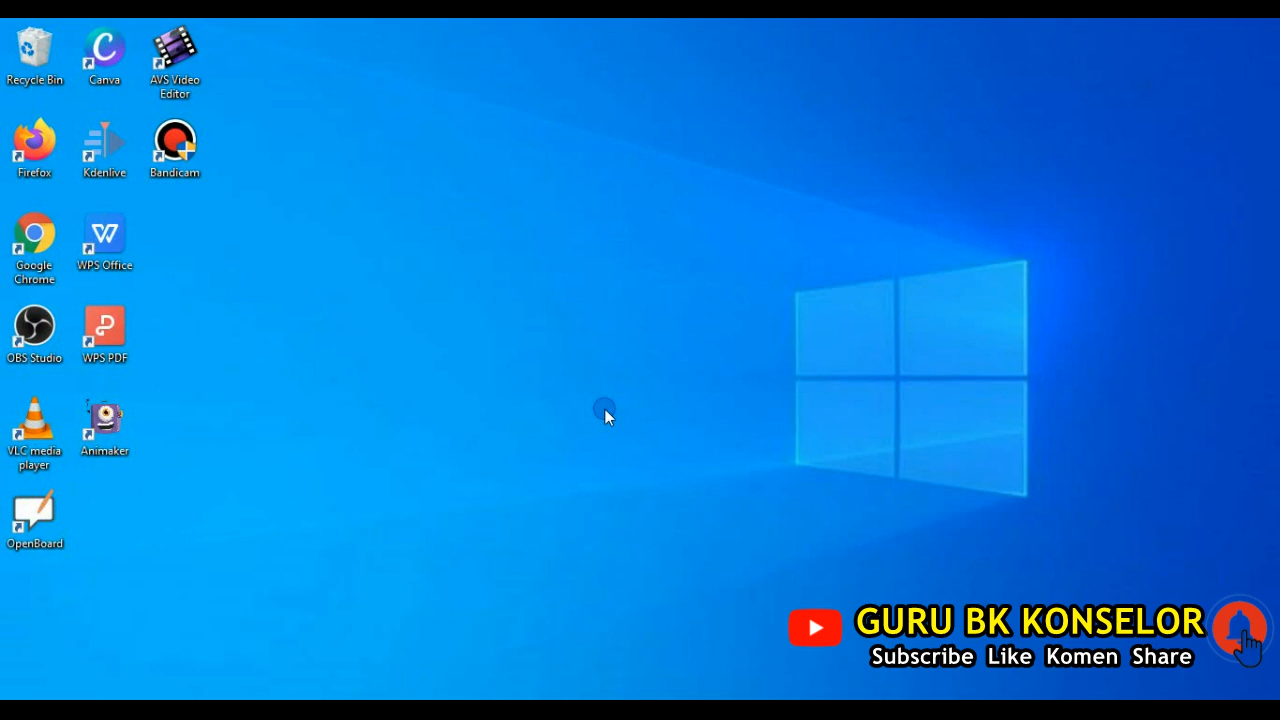 Recycle Bin
Canva
AVS Video
Editor
Firefox
Kdenlive
Bandicam
Google
Chrome
WPS Office
OBS Studio
WPS PDF
VLC media
player
Animaker
OpenBoard
GURU BK KONSELOR
Subscribe Like Komen Share